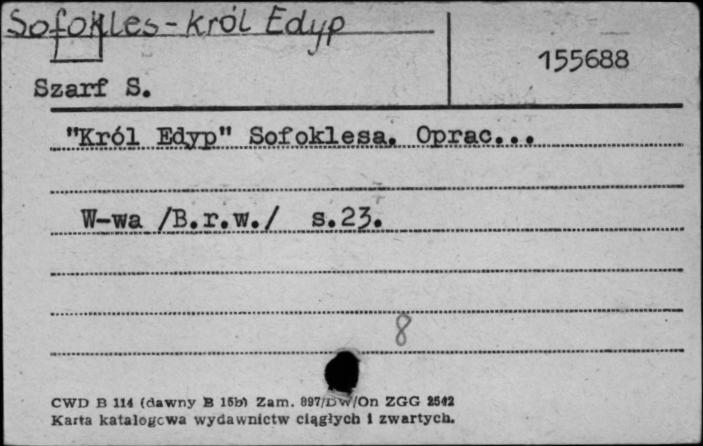 Sofokles - król Edyp
155688
Szarf S.
"Król Edyp" Sofoklesa. Oprac...
W-wa /B.r.w./ s.23.
8
CWD B 114 (dawny B 15b) Zam. 897/DW/On ZGG 2542
Karta katalogowa wydawnictw ciągłych i zwartych.